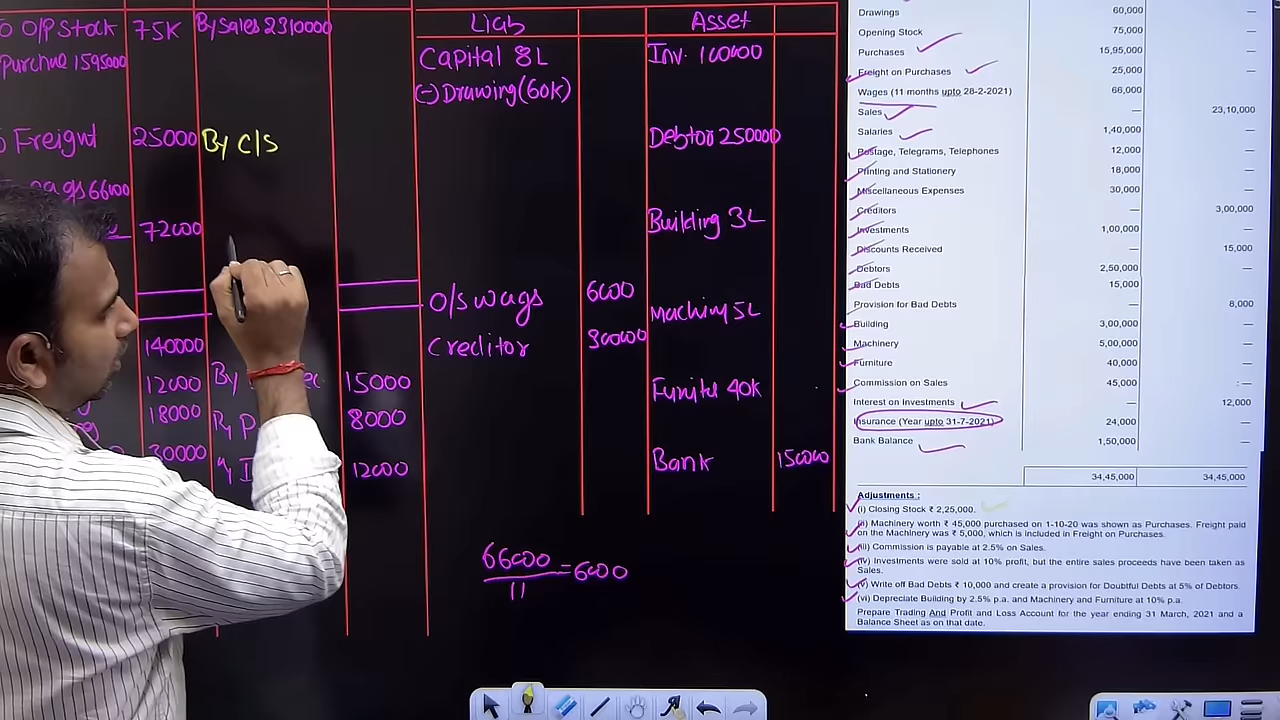 O/P Stock 75K By Sales 2310000
Purchae 1595000
Freight 25000 By C/S
66000
72000
140000
12000 By 15000
18000 By P 8000
30000 By I 12000
Liab Asset
Capital 8L Inv. 100000
(-) Drawing (60K)
Debtor 250000
Building 3L
O/S wags 6000
Machiny 5L
Creditor 300000
Funitu 40k
Bank 150000
66000/11 = 6000
Drawings 60,000 —
Opening Stock 75,000 —
Purchases 15,95,000 —
Freight on Purchases 25,000 —
Wages (11 months upto 28-2-2021) 66,000 —
Sales — 23,10,000
Salaries 1,40,000 —
Postage, Telegrams, Telephones 12,000 —
Printing and Stationery 18,000 —
Miscellaneous Expenses 30,000 —
Creditors — 3,00,000
Investments 1,00,000 —
Discounts Received — 15,000
Debtors 2,50,000 —
Bad Debts 15,000 —
Provision for Bad Debts — 8,000
Building 3,00,000 —
Machinery 5,00,000 —
Furniture 40,000 —
Commission on Sales 45,000 —
Interest on Investments — 12,000
Insurance (Year upto 31-7-2021) 24,000 —
Bank Balance 1,50,000 —
34,45,000 34,45,000
Adjustments :
(i) Closing Stock ₹ 2,25,000.
(ii) Machinery worth ₹ 45,000 purchased on 1-10-20 was shown as Purchases. Freight paid
on the Machinery was ₹ 5,000, which is included in Freight on Purchases.
(iii) Commission is payable at 2.5% on Sales.
(iv) Investments were sold at 10% profit, but the entire sales proceeds have been taken as
Sales.
(v) Write off Bad Debts ₹ 10,000 and create a provision for Doubtful Debts at 5% of Debtors.
(vi) Depreciate Building by 2.5% p.a. and Machinery and Furniture at 10% p.a.
Prepare Trading And Profit and Loss Account for the year ending 31 March, 2021 and a
Balance Sheet as on that date.